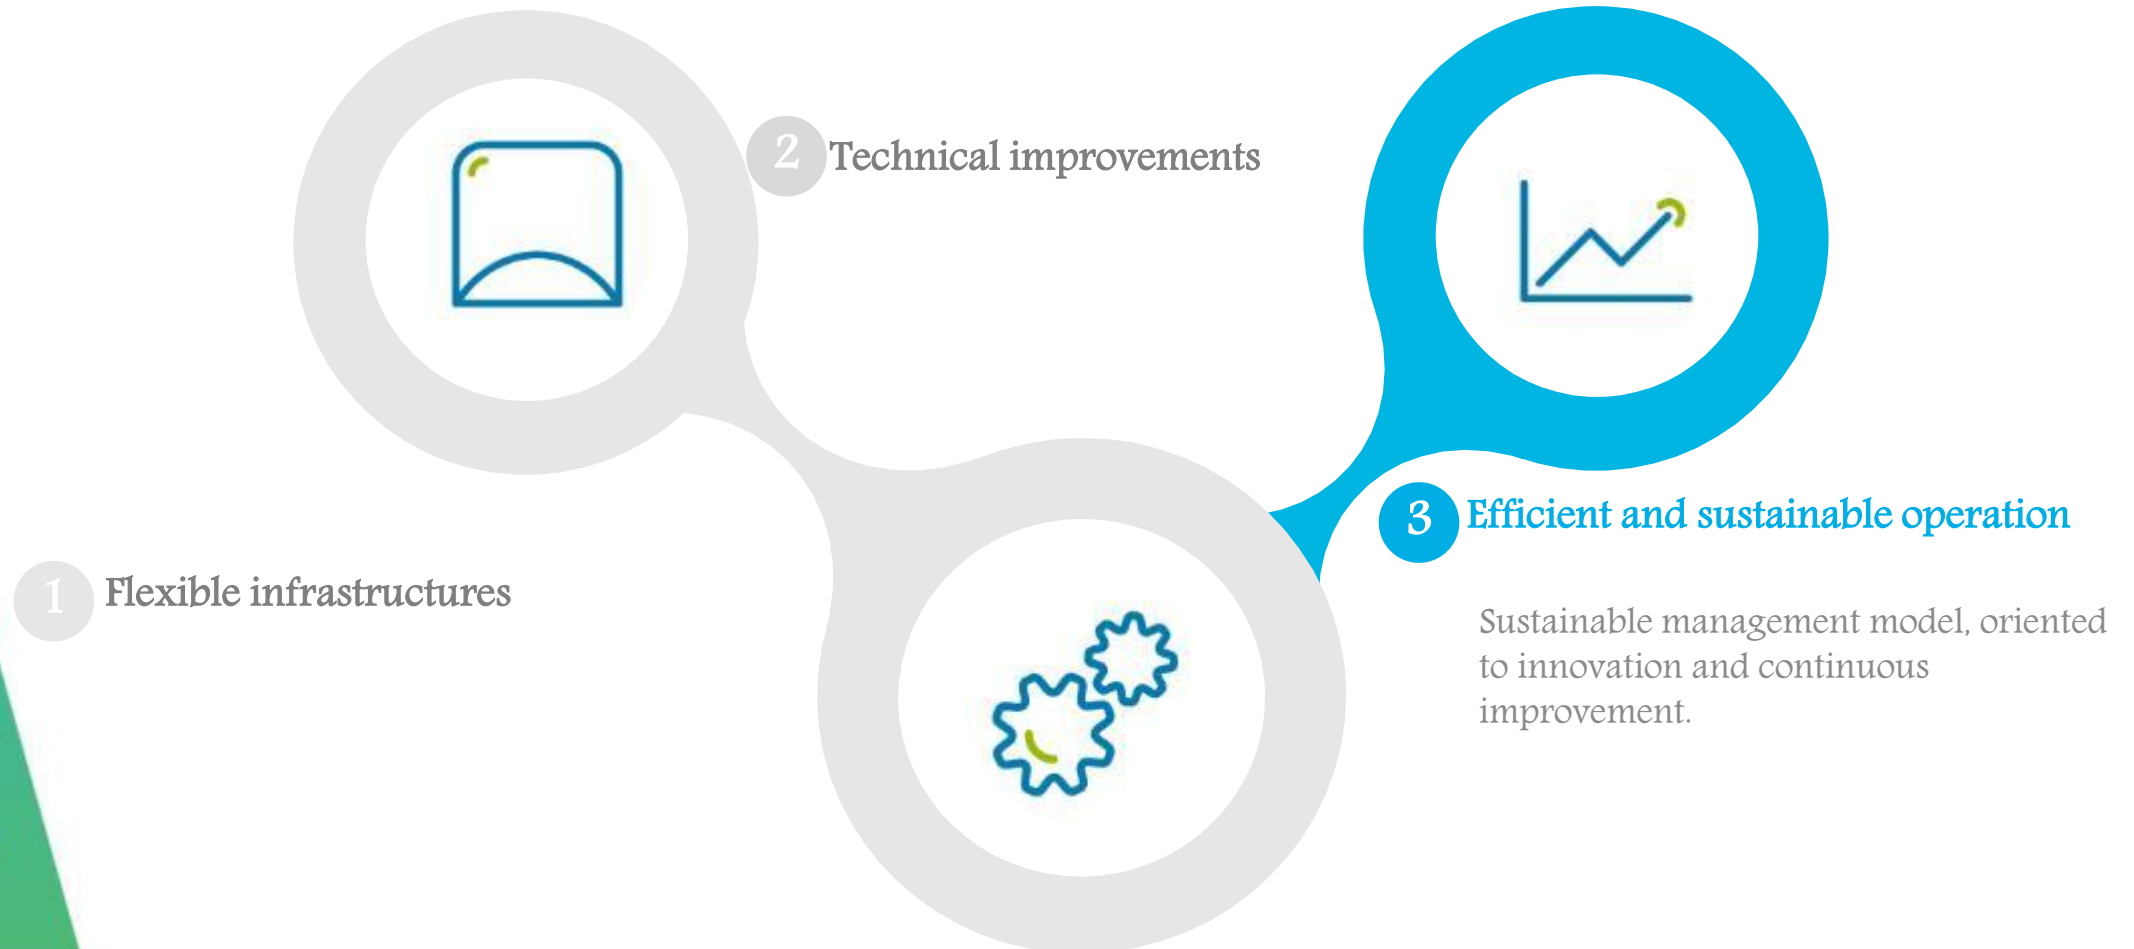 1 Flexible infrastructures
2 Technical improvements
3 Efficient and sustainable operation
Sustainable management model, oriented
to innovation and continuous
improvement.